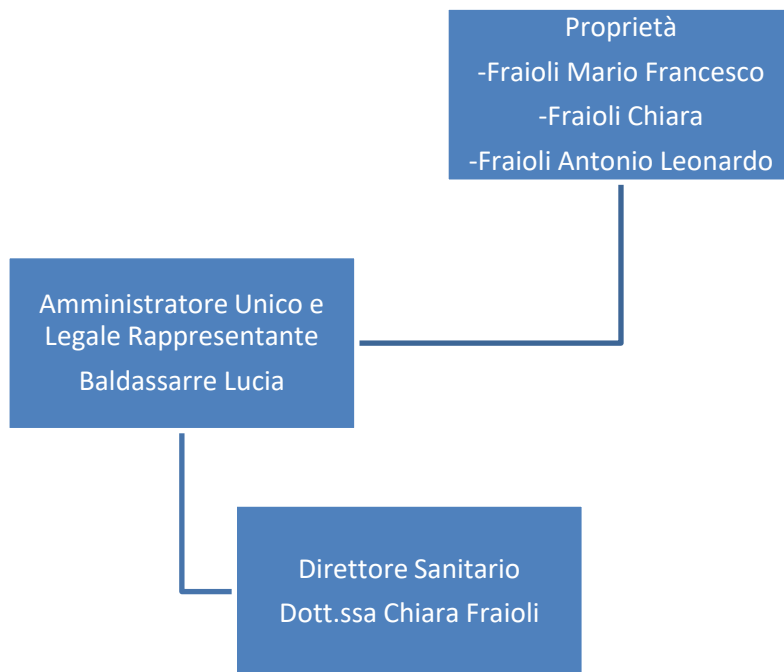 Proprietà
-Fraioli Mario Francesco
-Fraioli Chiara
-Fraioli Antonio Leonardo
Amministratore Unico e
Legale Rappresentante
Baldassarre Lucia
Direttore Sanitario
Dott.ssa Chiara Fraioli